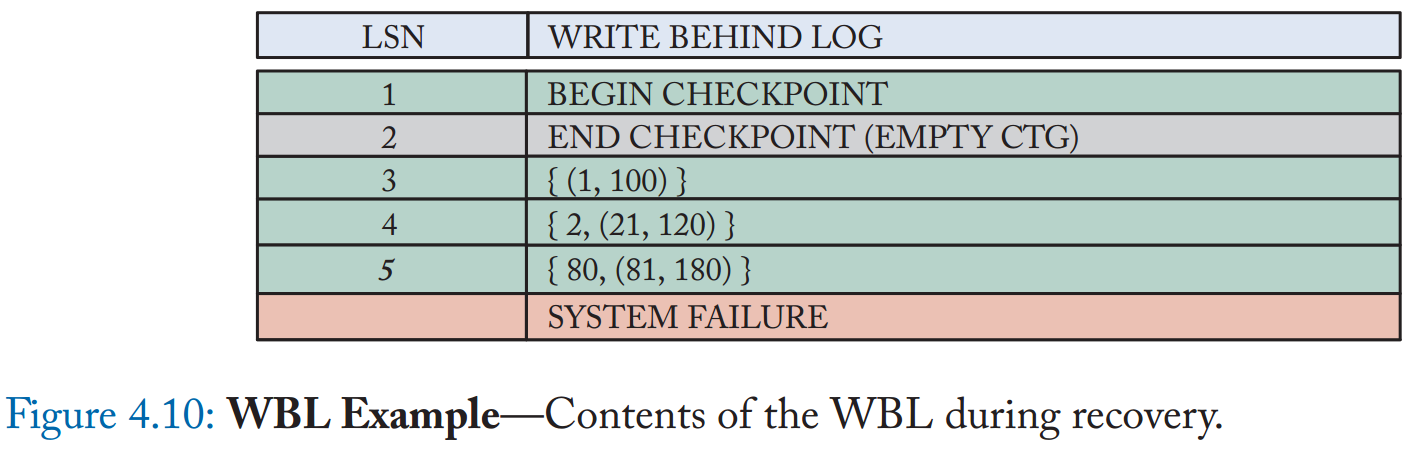 LSN WRITE BEHIND LOG
1 BEGIN CHECKPOINT
2 END CHECKPOINT (EMPTY CTG)
3 { (1, 100) }
4 { 2, (21, 120) }
5 { 80, (81, 180) }
SYSTEM FAILURE
Figure 4.10: WBL Example—Contents of the WBL during recovery.